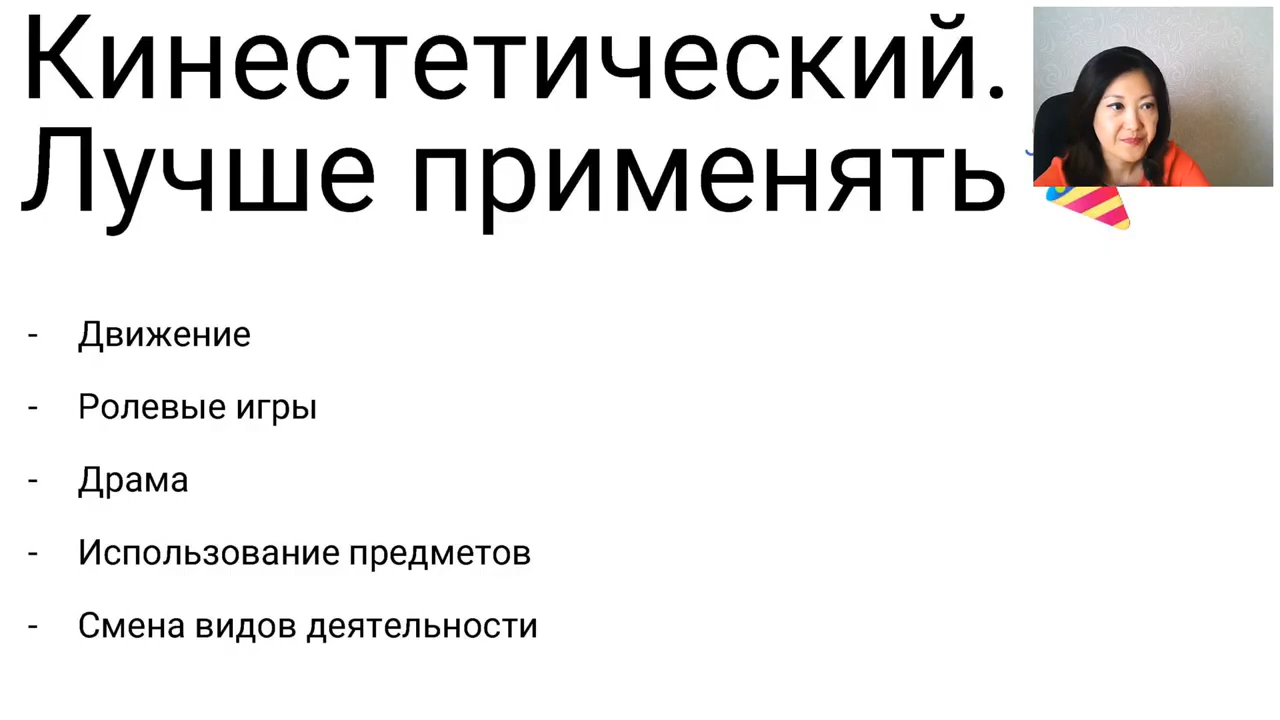 Кинестетический.
Лучше применять
- Движение
- Ролевые игры
- Драма
- Использование предметов
- Смена видов деятельности